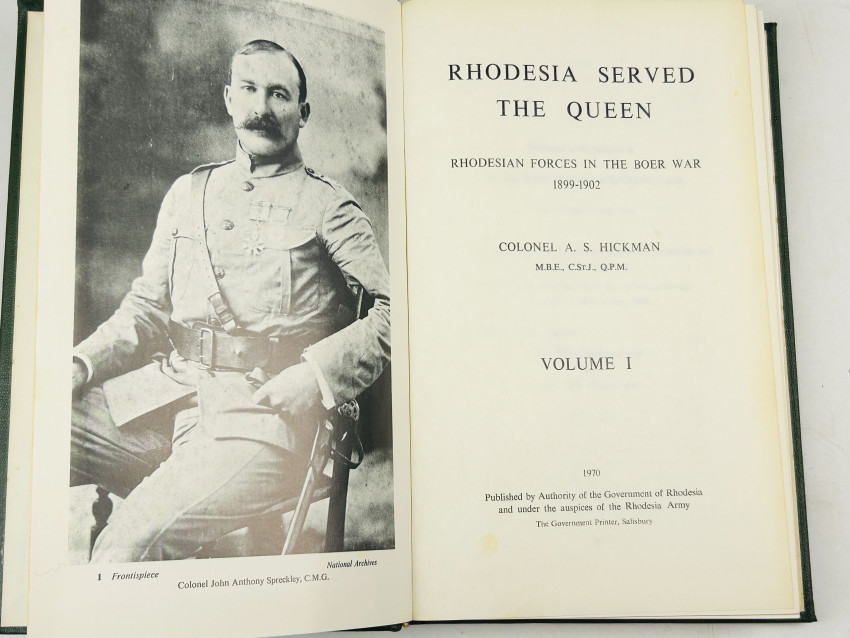 National Archives
1 Frontispiece
Colonel John Anthony Spreckley, C.M.G.
RHODESIA SERVED
THE QUEEN
RHODESIAN FORCES IN THE BOER WAR
1899-1902
COLONEL A. S. HICKMAN
M.B.E., C.ST.J., Q.P.M.
VOLUME I
1970
Published by Authority of the Government of Rhodesia
and under the auspices of the Rhodesia Army
The Government Printer, Salisbury